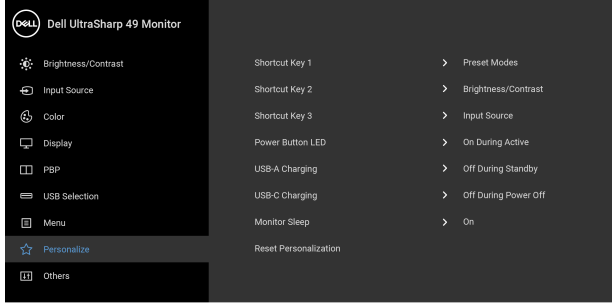 DELL Dell UltraSharp 49 Monitor
Brightness/Contrast Shortcut Key 1 Preset Modes
Input Source Shortcut Key 2 Brightness/Contrast
Color Shortcut Key 3 Input Source
Display Power Button LED On During Active
PBP USB-A Charging Off During Standby
USB Selection USB-C Charging Off During Power Off
Menu Monitor Sleep On
Personalize Reset Personalization
Others